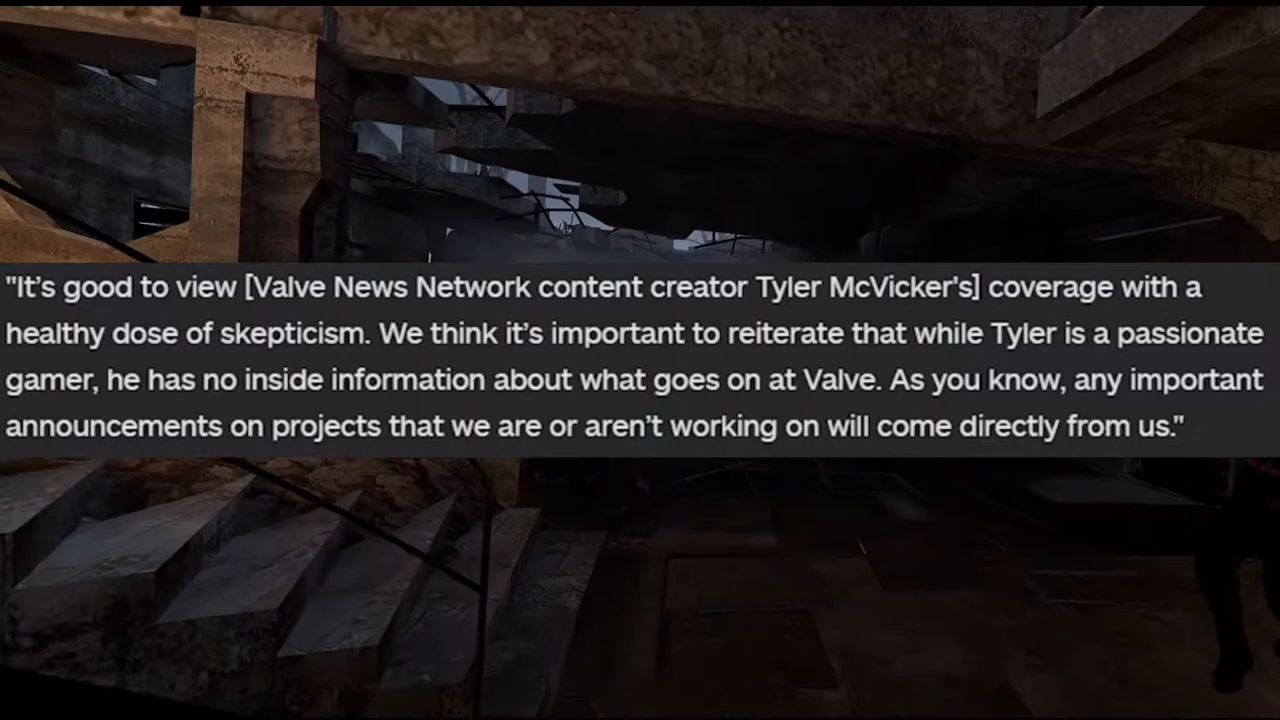 "It’s good to view [Valve News Network content creator Tyler McVicker's] coverage with a
healthy dose of skepticism. We think it’s important to reiterate that while Tyler is a passionate
gamer, he has no inside information about what goes on at Valve. As you know, any important
announcements on projects that we are or aren’t working on will come directly from us."